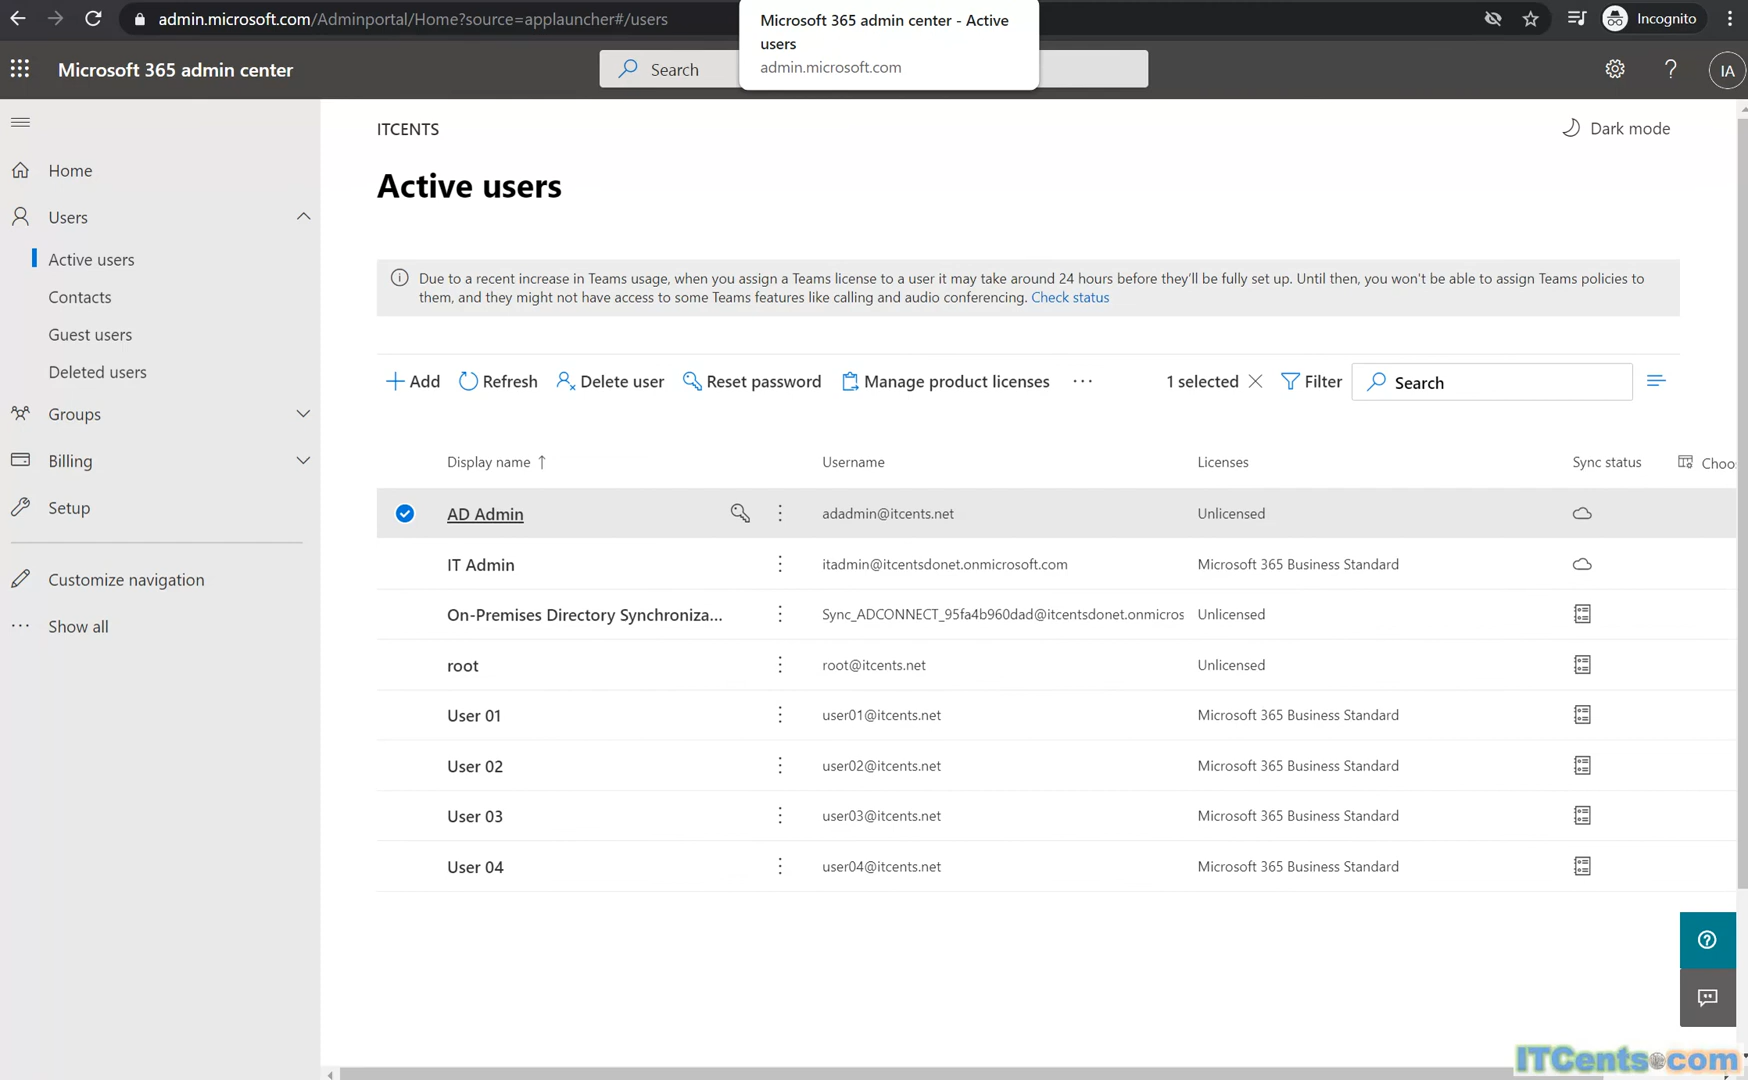 admin.microsoft.com/Adminportal/Home?source=applauncher#/users
Incognito
Microsoft 365 admin center - Active
users
admin.microsoft.com
Microsoft 365 admin center
Search
IA
ITCENTS
Dark mode
Active users
Home
Users
Active users
Contacts
Guest users
Deleted users
Groups
Billing
Setup
Customize navigation
Show all
Due to a recent increase in Teams usage, when you assign a Teams license to a user it may take around 24 hours before they'll be fully set up. Until then, you won't be able to assign Teams policies to
them, and they might not have access to some Teams features like calling and audio conferencing. Check status
Add Refresh Delete user Reset password Manage product licenses ··· 1 selected Filter Search
Display name ↑ Username Licenses Sync status Choo
AD Admin adadmin@itcents.net Unlicensed
IT Admin itadmin@itcentsdonet.onmicrosoft.com Microsoft 365 Business Standard
On-Premises Directory Synchroniza... Sync_ADCONNECT_95fa4b960dad@itcentsdonet.onmicros Unlicensed
root root@itcents.net Unlicensed
User 01 user01@itcents.net Microsoft 365 Business Standard
User 02 user02@itcents.net Microsoft 365 Business Standard
User 03 user03@itcents.net Microsoft 365 Business Standard
User 04 user04@itcents.net Microsoft 365 Business Standard
ITCents.com